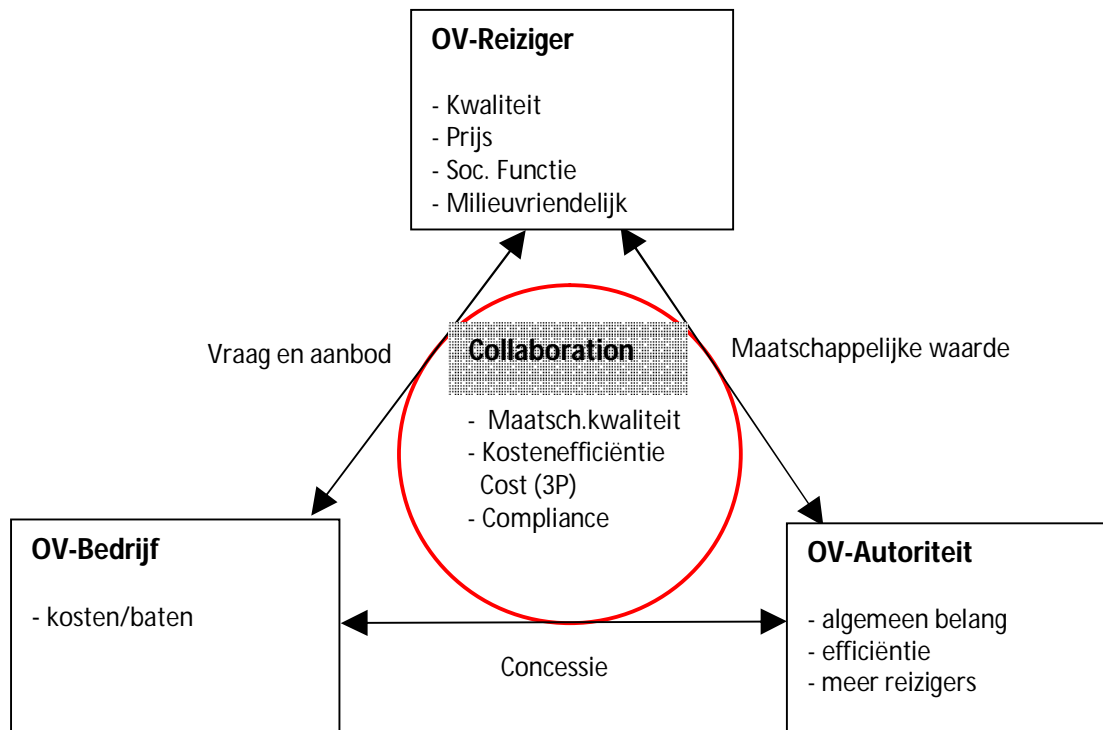 OV-Reiziger
- Kwaliteit
- Prijs
- Soc. Functie
- Milieuvriendelijk
Vraag en aanbod
Collaboration
Maatschappelijke waarde
- Maatsch.kwaliteit
- Kostenefficiëntie
Cost (3P)
- Compliance
OV-Bedrijf
- kosten/baten
OV-Autoriteit
- algemeen belang
- efficiëntie
- meer reizigers
Concessie